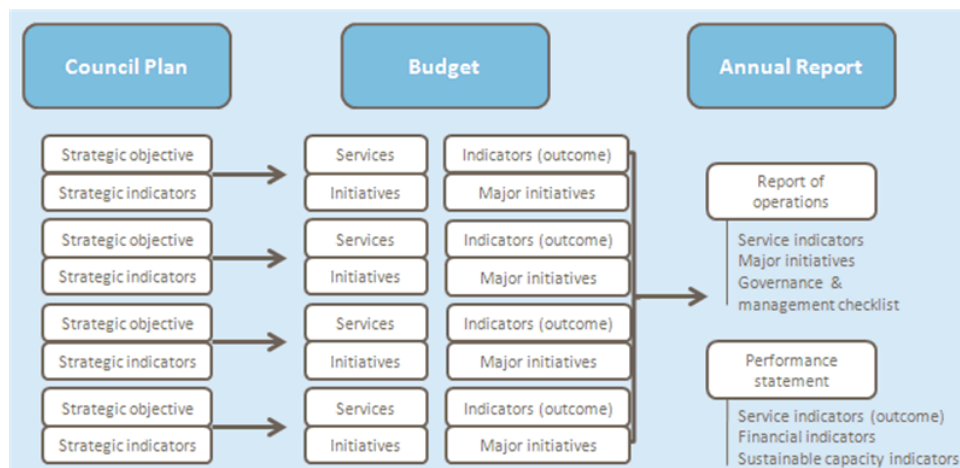 Council Plan
Budget
Annual Report
Strategic objective
Strategic indicators
Services
Initiatives
Indicators (outcome)
Major initiatives
Strategic objective
Strategic indicators
Services
Initiatives
Indicators (outcome)
Major initiatives
Strategic objective
Strategic indicators
Services
Initiatives
Indicators (outcome)
Major initiatives
Strategic objective
Strategic indicators
Services
Initiatives
Indicators (outcome)
Major initiatives
Report of
operations
Service indicators
Major initiatives
Governance &
management checklist
Performance
statement
Service indicators (outcome)
Financial indicators
Sustainable capacity indicators